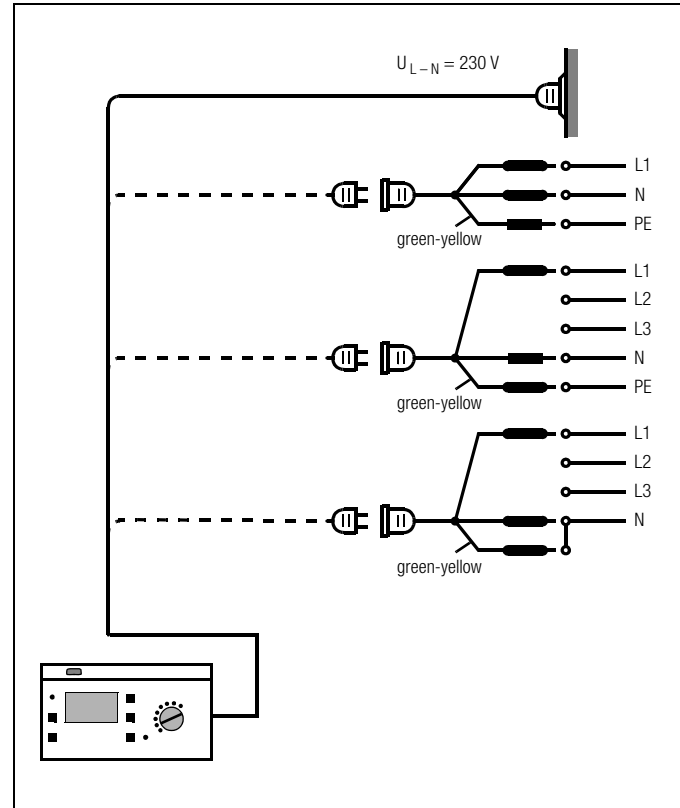 U L – N = 230 V
L1
N
PE
green-yellow
L1
L2
L3
N
PE
green-yellow
L1
L2
L3
N
green-yellow